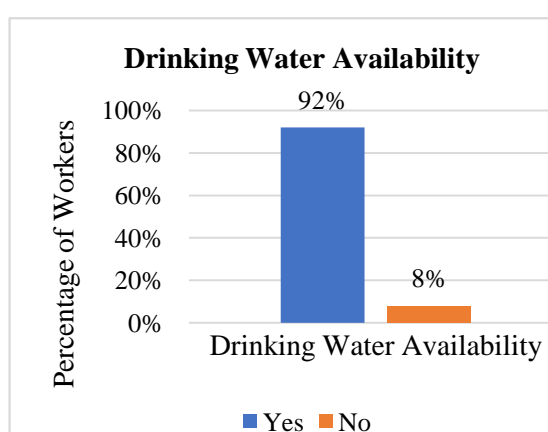 Drinking Water Availability
92%
100%
80%
60%
40%
20%
0%
8%
Percentage of Workers
Drinking Water Availability
Yes No